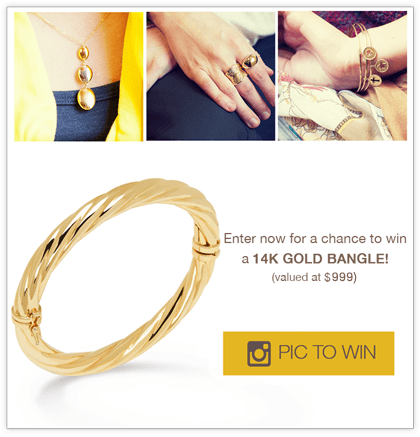 Enter now for a chance to win
a 14K GOLD BANGLE!
(valued at $999)
PIC TO WIN